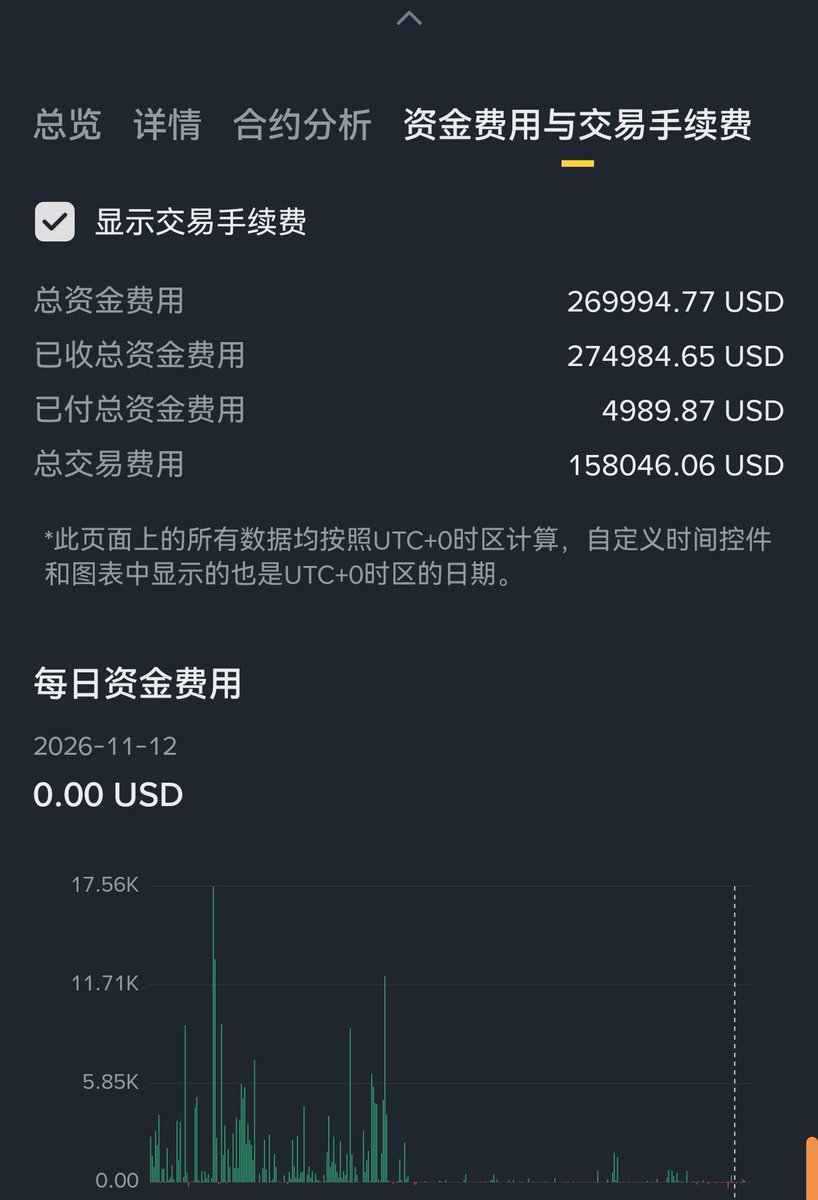 总览 详情 合约分析 资金费用与交易手续费
显示交易手续费
总资金费用 269994.77 USD
已收总资金费用 274984.65 USD
已付总资金费用 4989.87 USD
总交易费用 158046.06 USD
*此页面上的所有数据均按照UTC+0时区计算，自定义时间控件
和图表中显示的也是UTC+0时区的日期。
每日资金费用
2026-11-12
0.00 USD
17.56K
11.71K
5.85K
0.00